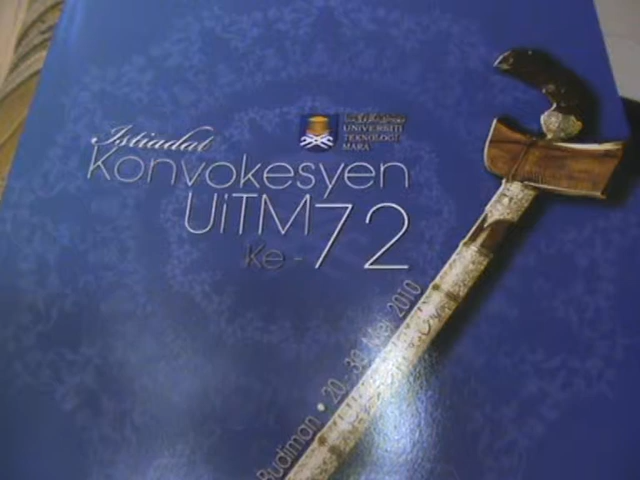 Istiadat
Konvokesyen
UiTM
Ke - 72
UNIVERSITI
TEKNOLOGI
MARA
Budiman • 20, 30 Mei 2010